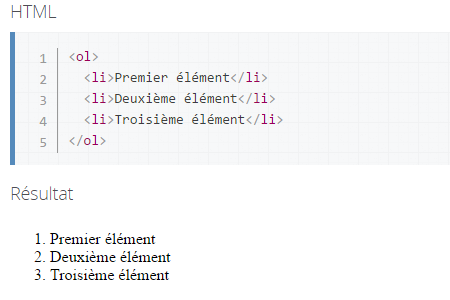 HTML
1 <ol>
2 <li>Premier élément</li>
3 <li>Deuxième élément</li>
4 <li>Troisième élément</li>
5 </ol>
Résultat
1. Premier élément
2. Deuxième élément
3. Troisième élément